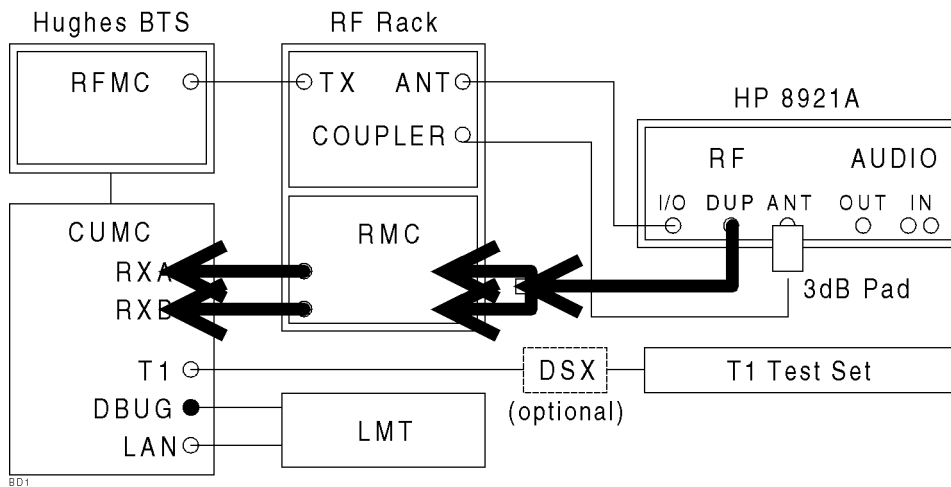 Hughes BTS
RF Rack
RFMC
TX ANT
COUPLER
HP 8921A
RF AUDIO
I/O DUP ANT OUT IN
3dB Pad
CUMC
RXA
RXB
RMC
T1
DBUG
LAN
DSX
(optional)
T1 Test Set
LMT
BD1